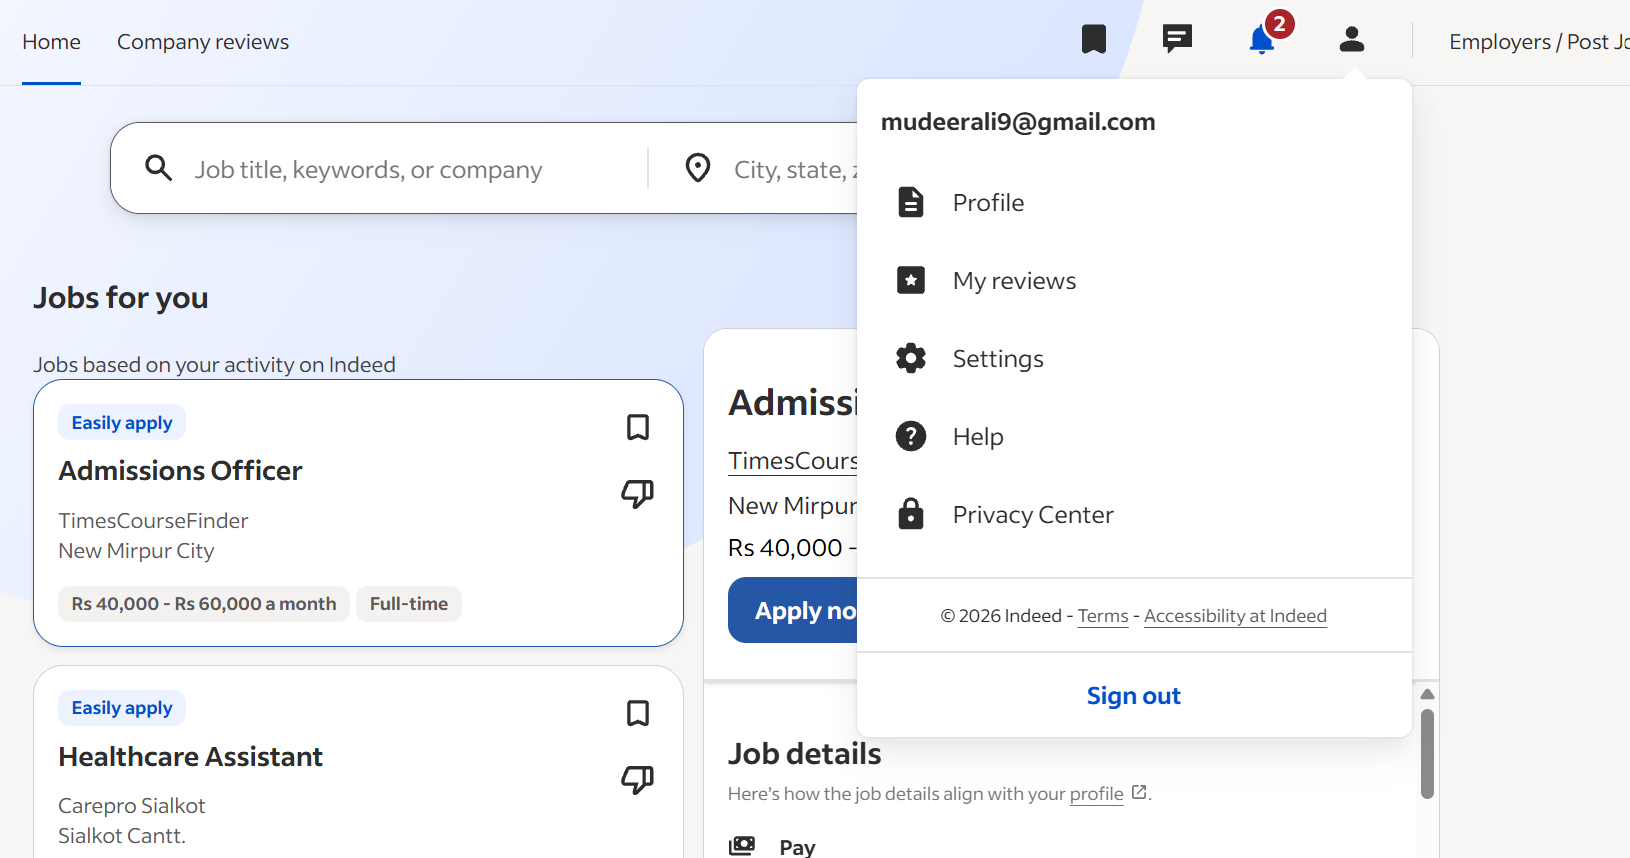 Home
Company reviews
2
Employers / Post
mudeerali9@gmail.com
Profile
My reviews
Settings
Help
Privacy Center
© 2026 Indeed - Terms - Accessibility at Indeed
Sign out
Job title, keywords, or company
City, state,
Jobs for you
Jobs based on your activity on Indeed
Easily apply
Admissions Officer
TimesCourseFinder
New Mirpur City
Rs 40,000 - Rs 60,000 a month
Full-time
Easily apply
Healthcare Assistant
Carepro Sialkot
Sialkot Cantt.
Admissi
TimesCours
New Mirpur
Rs 40,000 -
Apply no
Job details
Here's how the job details align with your profile.
Pay